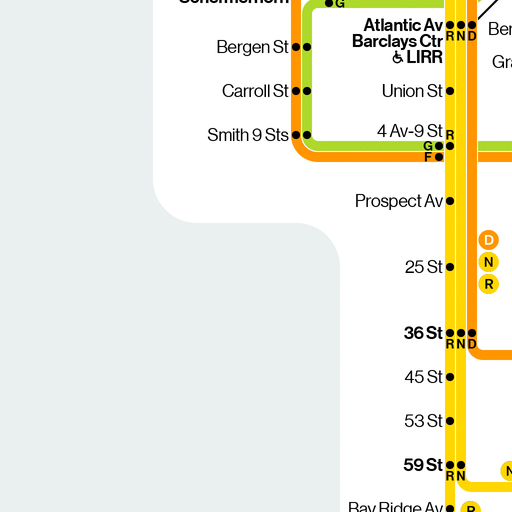 Schermerhorn
G
Atlantic Av
Barclays Ctr
LIRR
R N D
Ber
Gra
Bergen St
Carroll St
Union St
Smith 9 Sts
4 Av-9 St
R
G
F
Prospect Av
D
N
R
25 St
36 St
R N D
45 St
53 St
59 St
R N
N
Bay Ridge Av
R